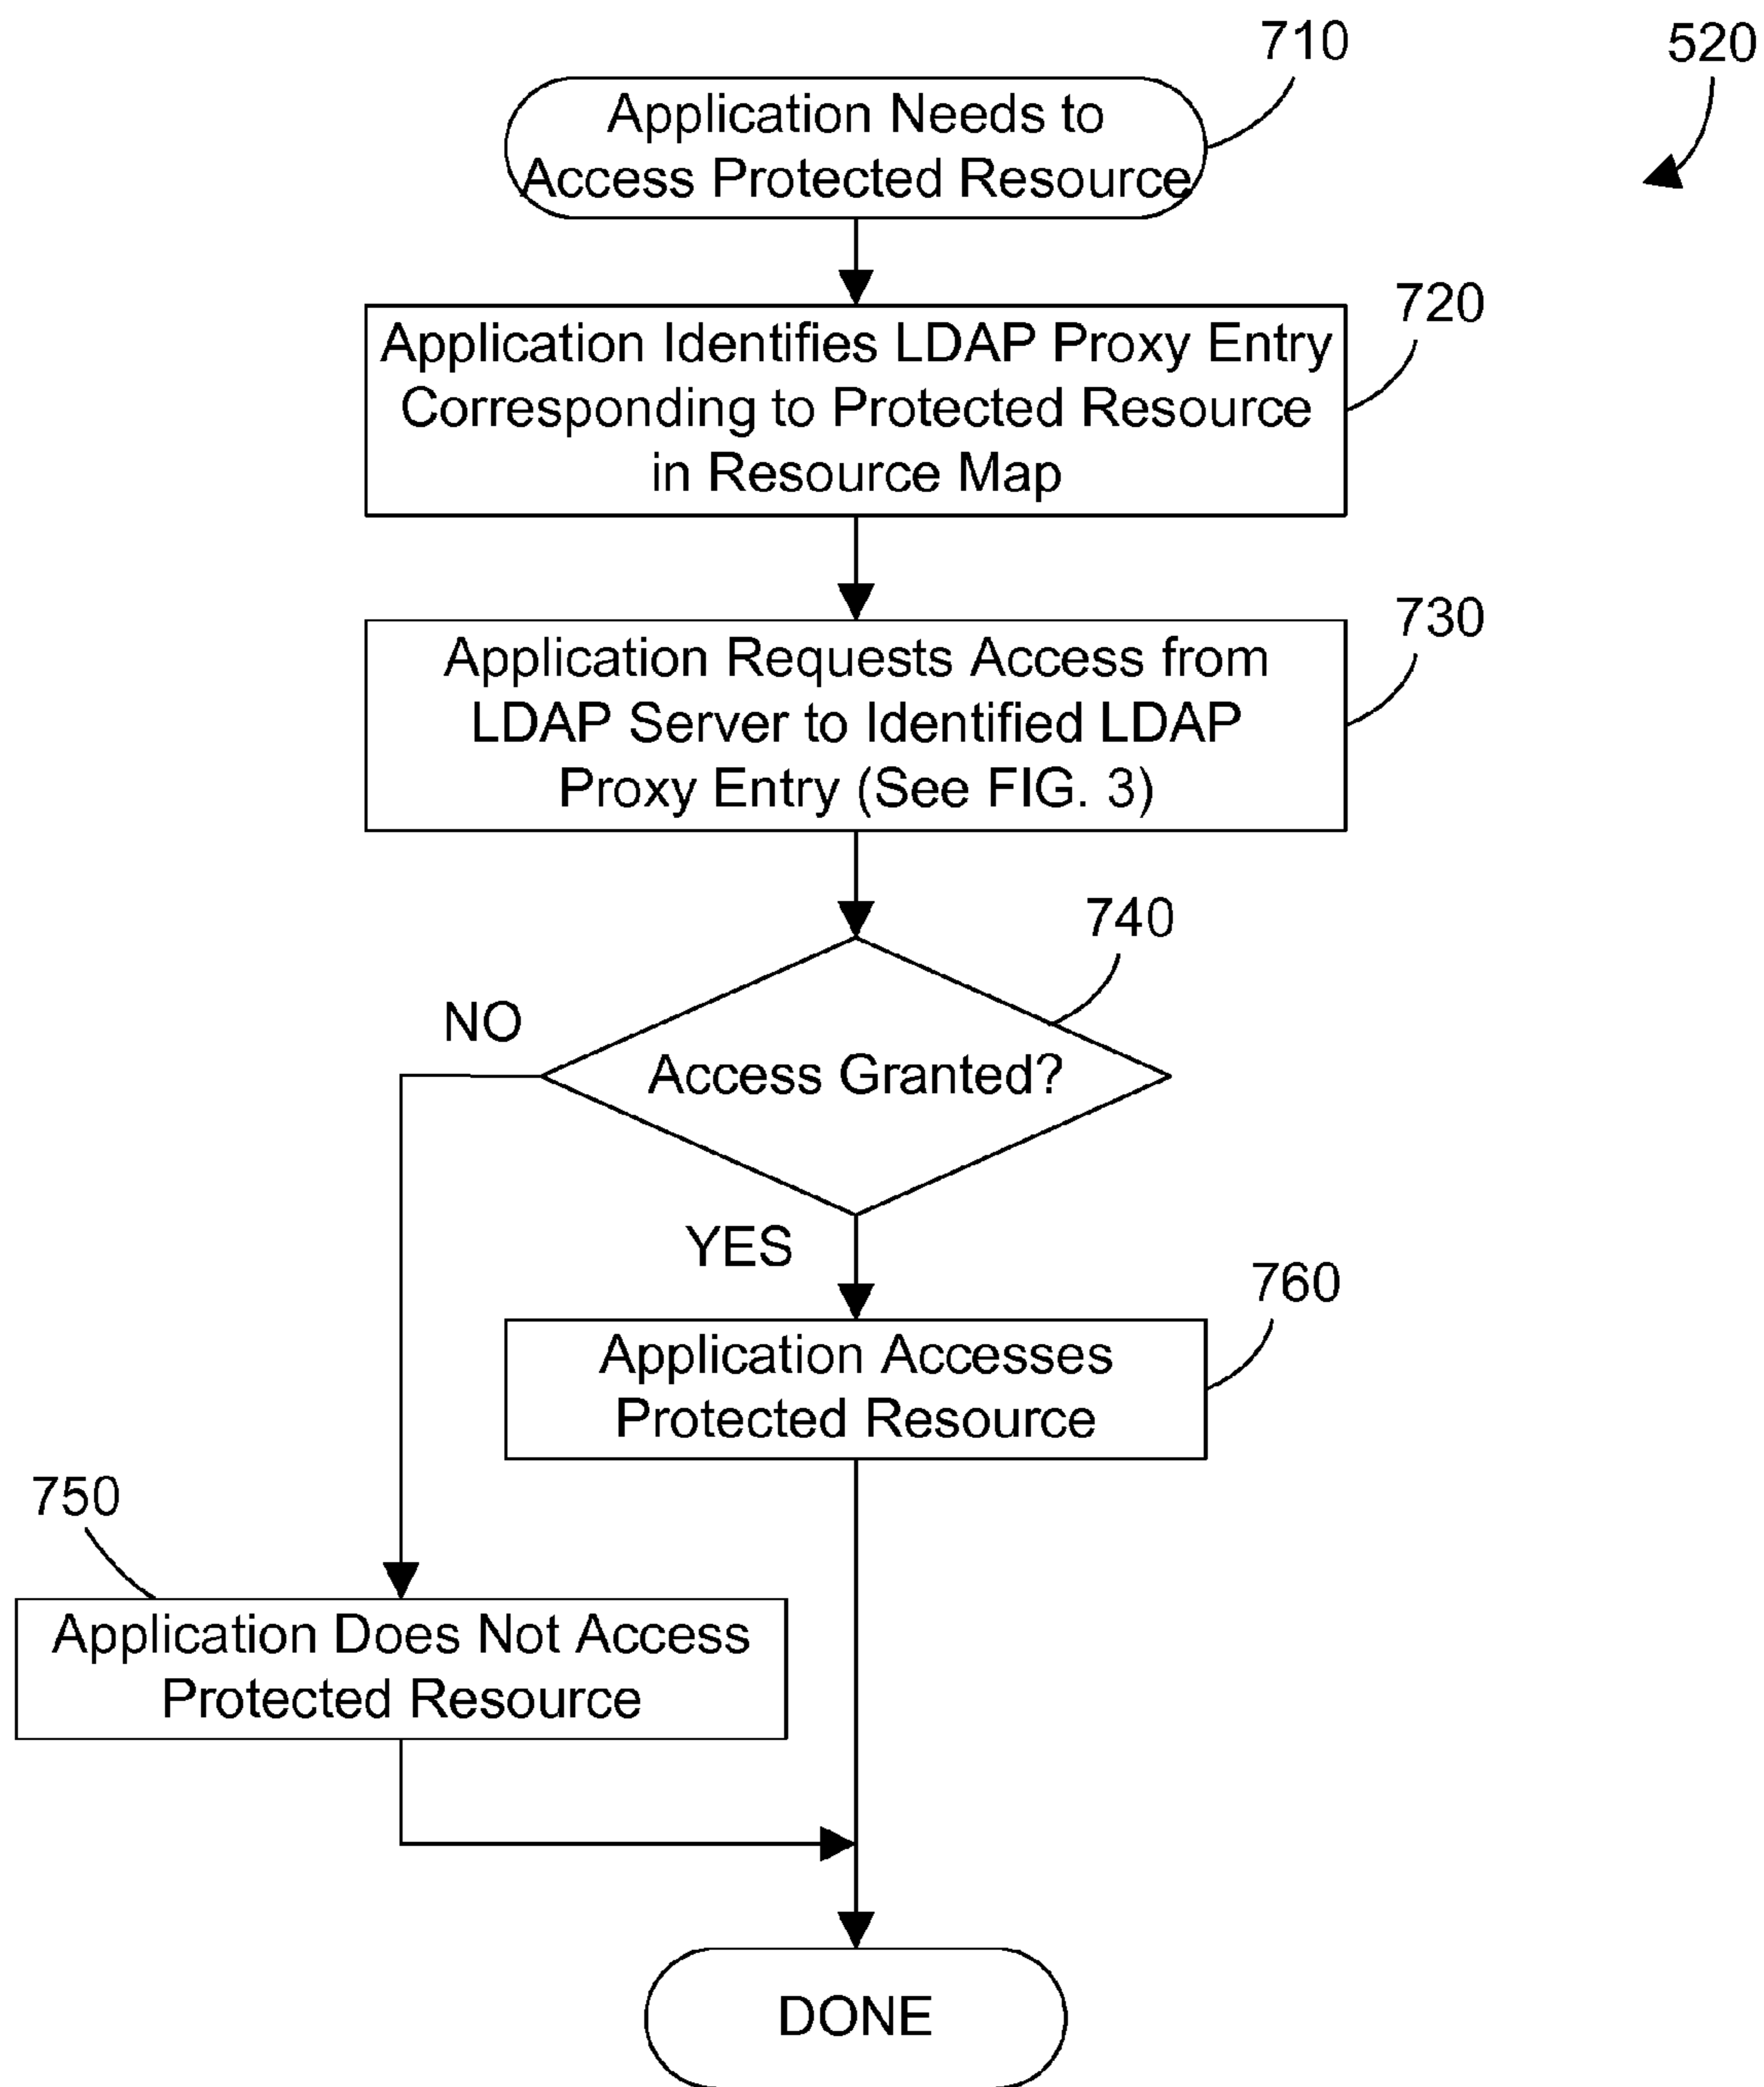 710
520
Application Needs to
Access Protected Resource
720
Application Identifies LDAP Proxy Entry
Corresponding to Protected Resource
in Resource Map
730
Application Requests Access from
LDAP Server to Identified LDAP
Proxy Entry (See FIG. 3)
740
NO
Access Granted?
YES
760
Application Accesses
Protected Resource
750
Application Does Not Access
Protected Resource
DONE